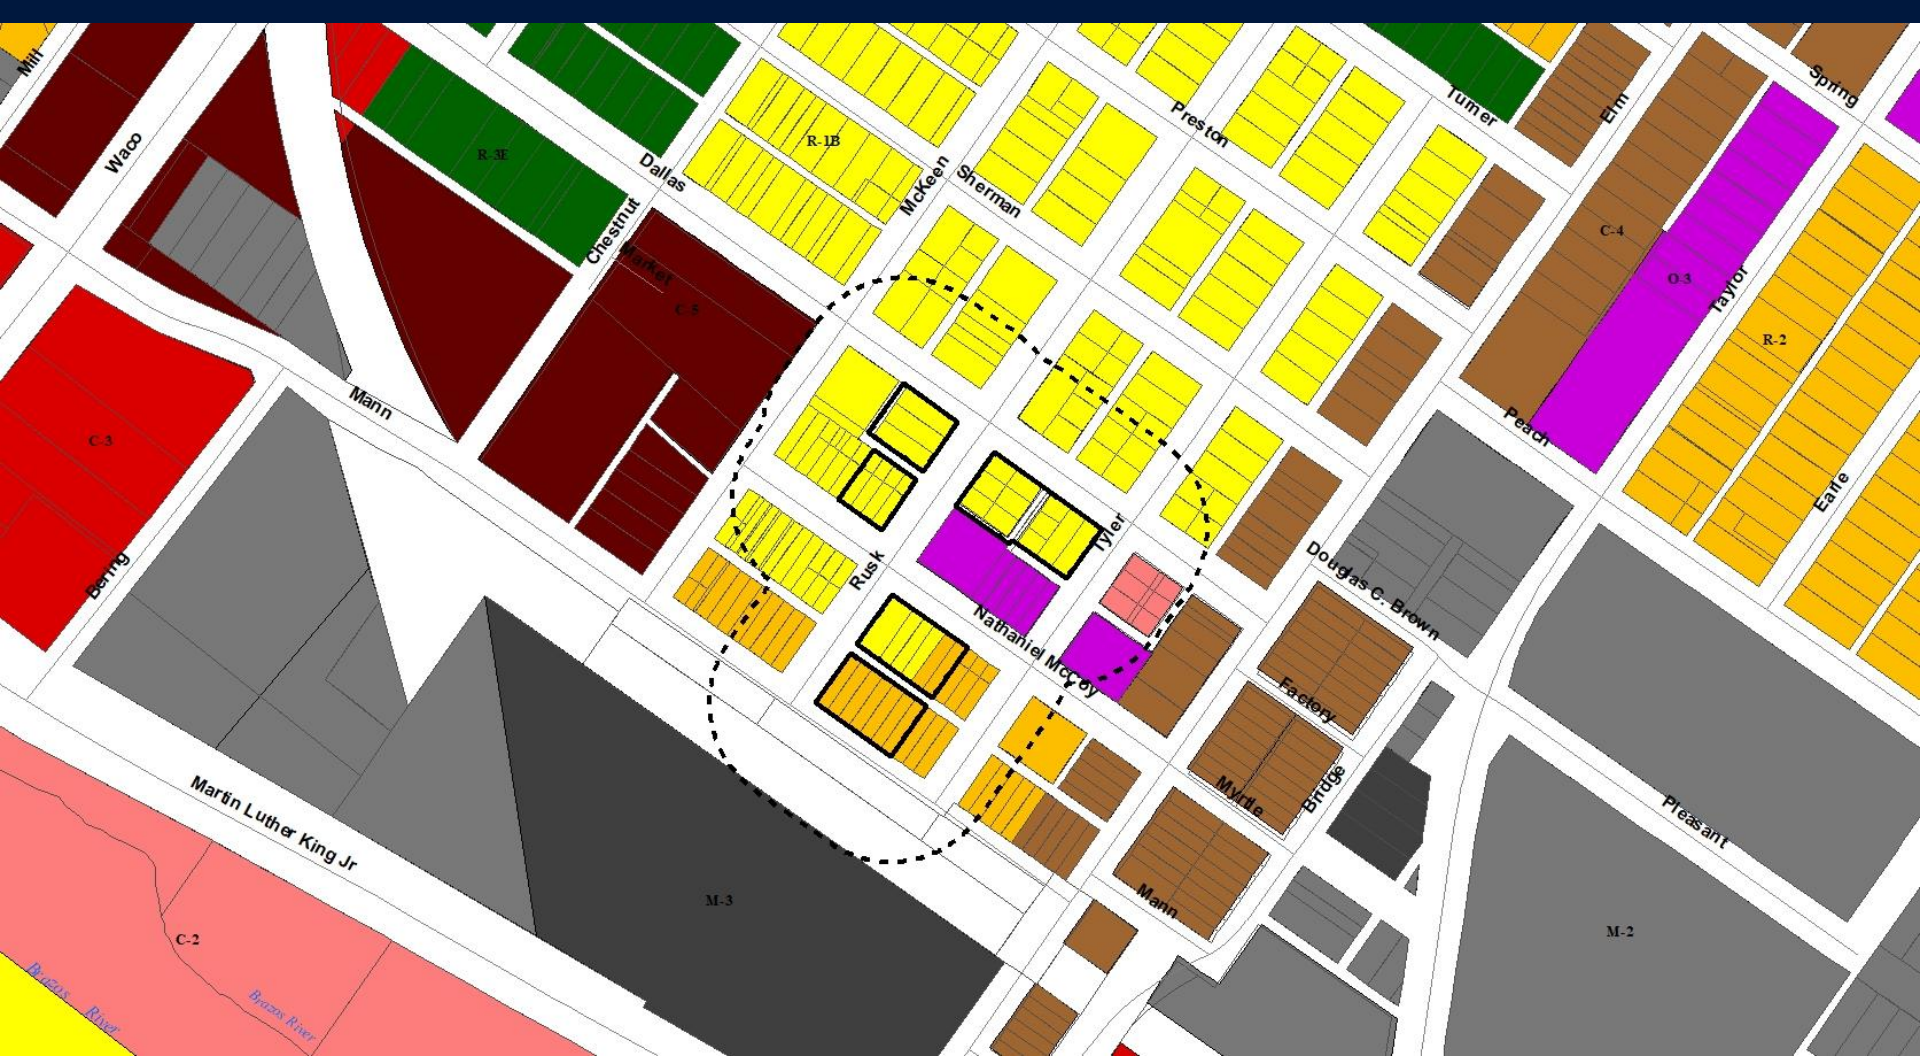 Mill
Waco
R-3E
Dallas
R-1B
McKeen
Sherman
Preston
Turner
Elm
Spring
Chestnut
Market
C-5
C-4
O-3
Taylor
R-2
Mann
C-3
Peach
Earle
Bering
Rusk
Tyler
Douglas C. Brown
Nathaniel McCoy
Factory
Myrtle
Bridge
Pleasant
Martin Luther King Jr
M-3
Mann
M-2
C-2
Brazos River
Brazos River